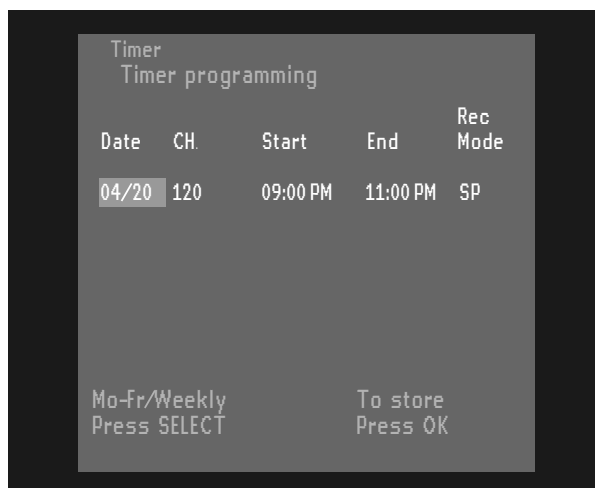 Timer
Timer programming
Rec
Date CH. Start End Mode
04/20 120 09:00 PM 11:00 PM SP
Mo-Fr/Weekly To store
Press SELECT Press OK